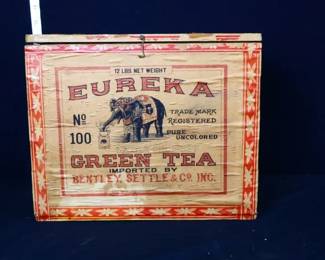 12 LBS. NET WEIGHT
EUREKA
No 100
TRADE MARK
REGISTERED
PURE
UNCOLORED
GREEN TEA
IMPORTED BY
BENTLEY, SETTLE & CO. INC.